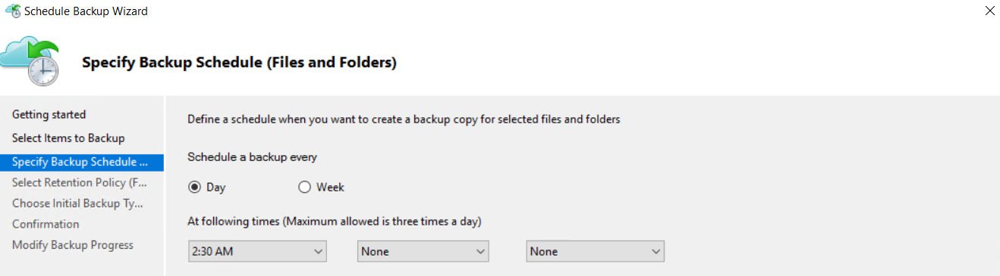 Schedule Backup Wizard
Specify Backup Schedule (Files and Folders)
Getting started
Select Items to Backup
Specify Backup Schedule ...
Select Retention Policy (F...
Choose Initial Backup Ty...
Confirmation
Modify Backup Progress
Define a schedule when you want to create a backup copy for selected files and folders
Schedule a backup every
Day Week
At following times (Maximum allowed is three times a day)
2:30 AM None None